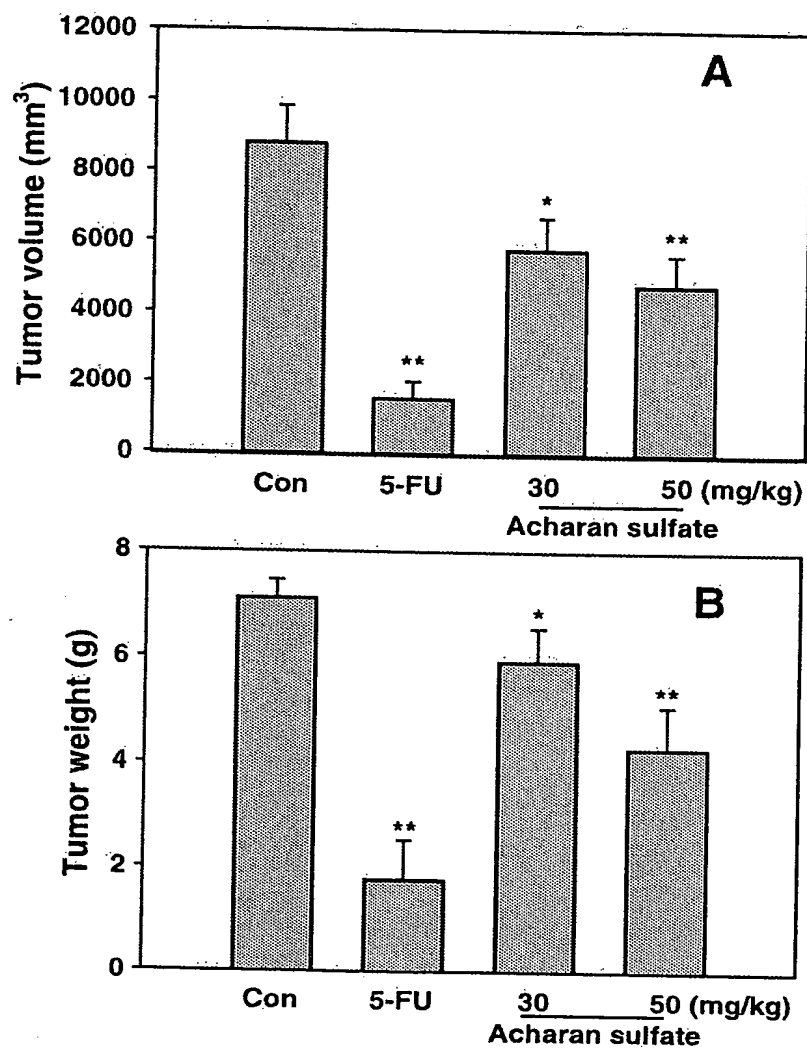 12000
A
10000
8000
6000
4000
2000
0
Tumor volume (mm³)
**
*
**
Con 5-FU 30 50 (mg/kg)
Acharan sulfate
8
B
6
4
2
0
Tumor weight (g)
**
*
**
Con 5-FU 30 50 (mg/kg)
Acharan sulfate